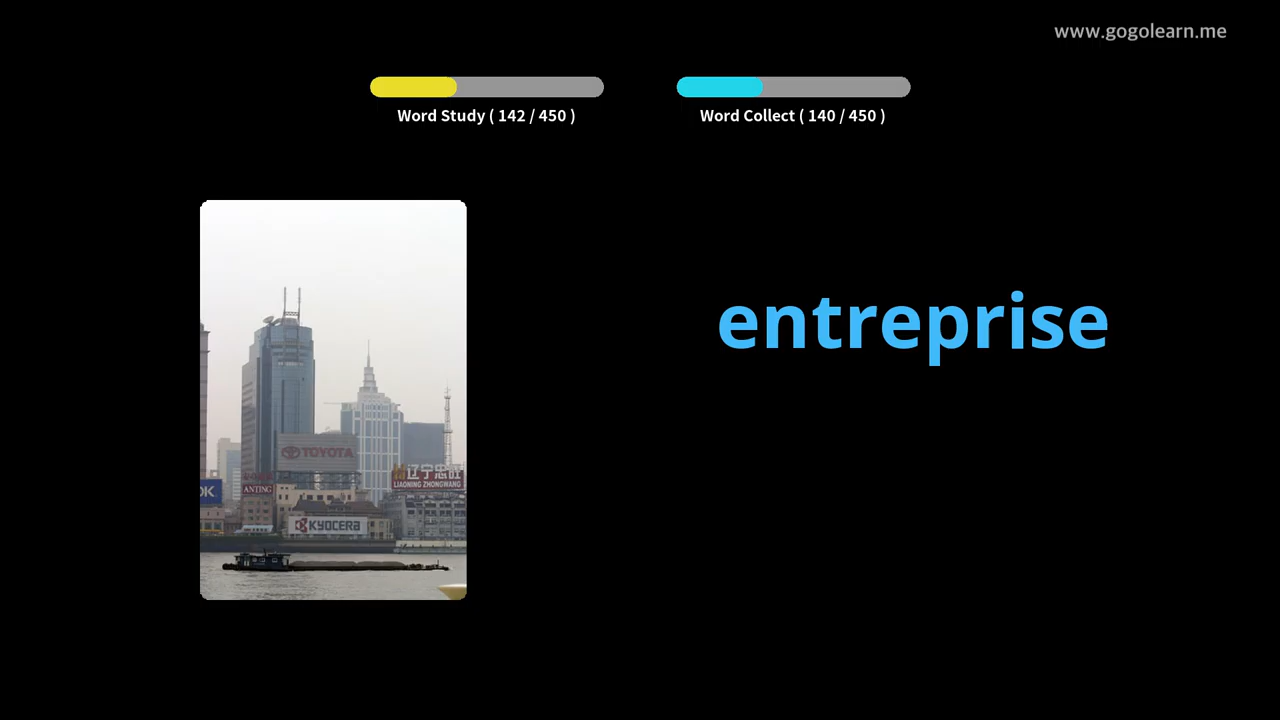 www.gogolearn.me
Word Study ( 142 / 450 )
Word Collect ( 140 / 450 )
entreprise
TOYOTA
辽宁忠旺
LIAONING ZHONGWANG
OK
ANTING
KYOCERA